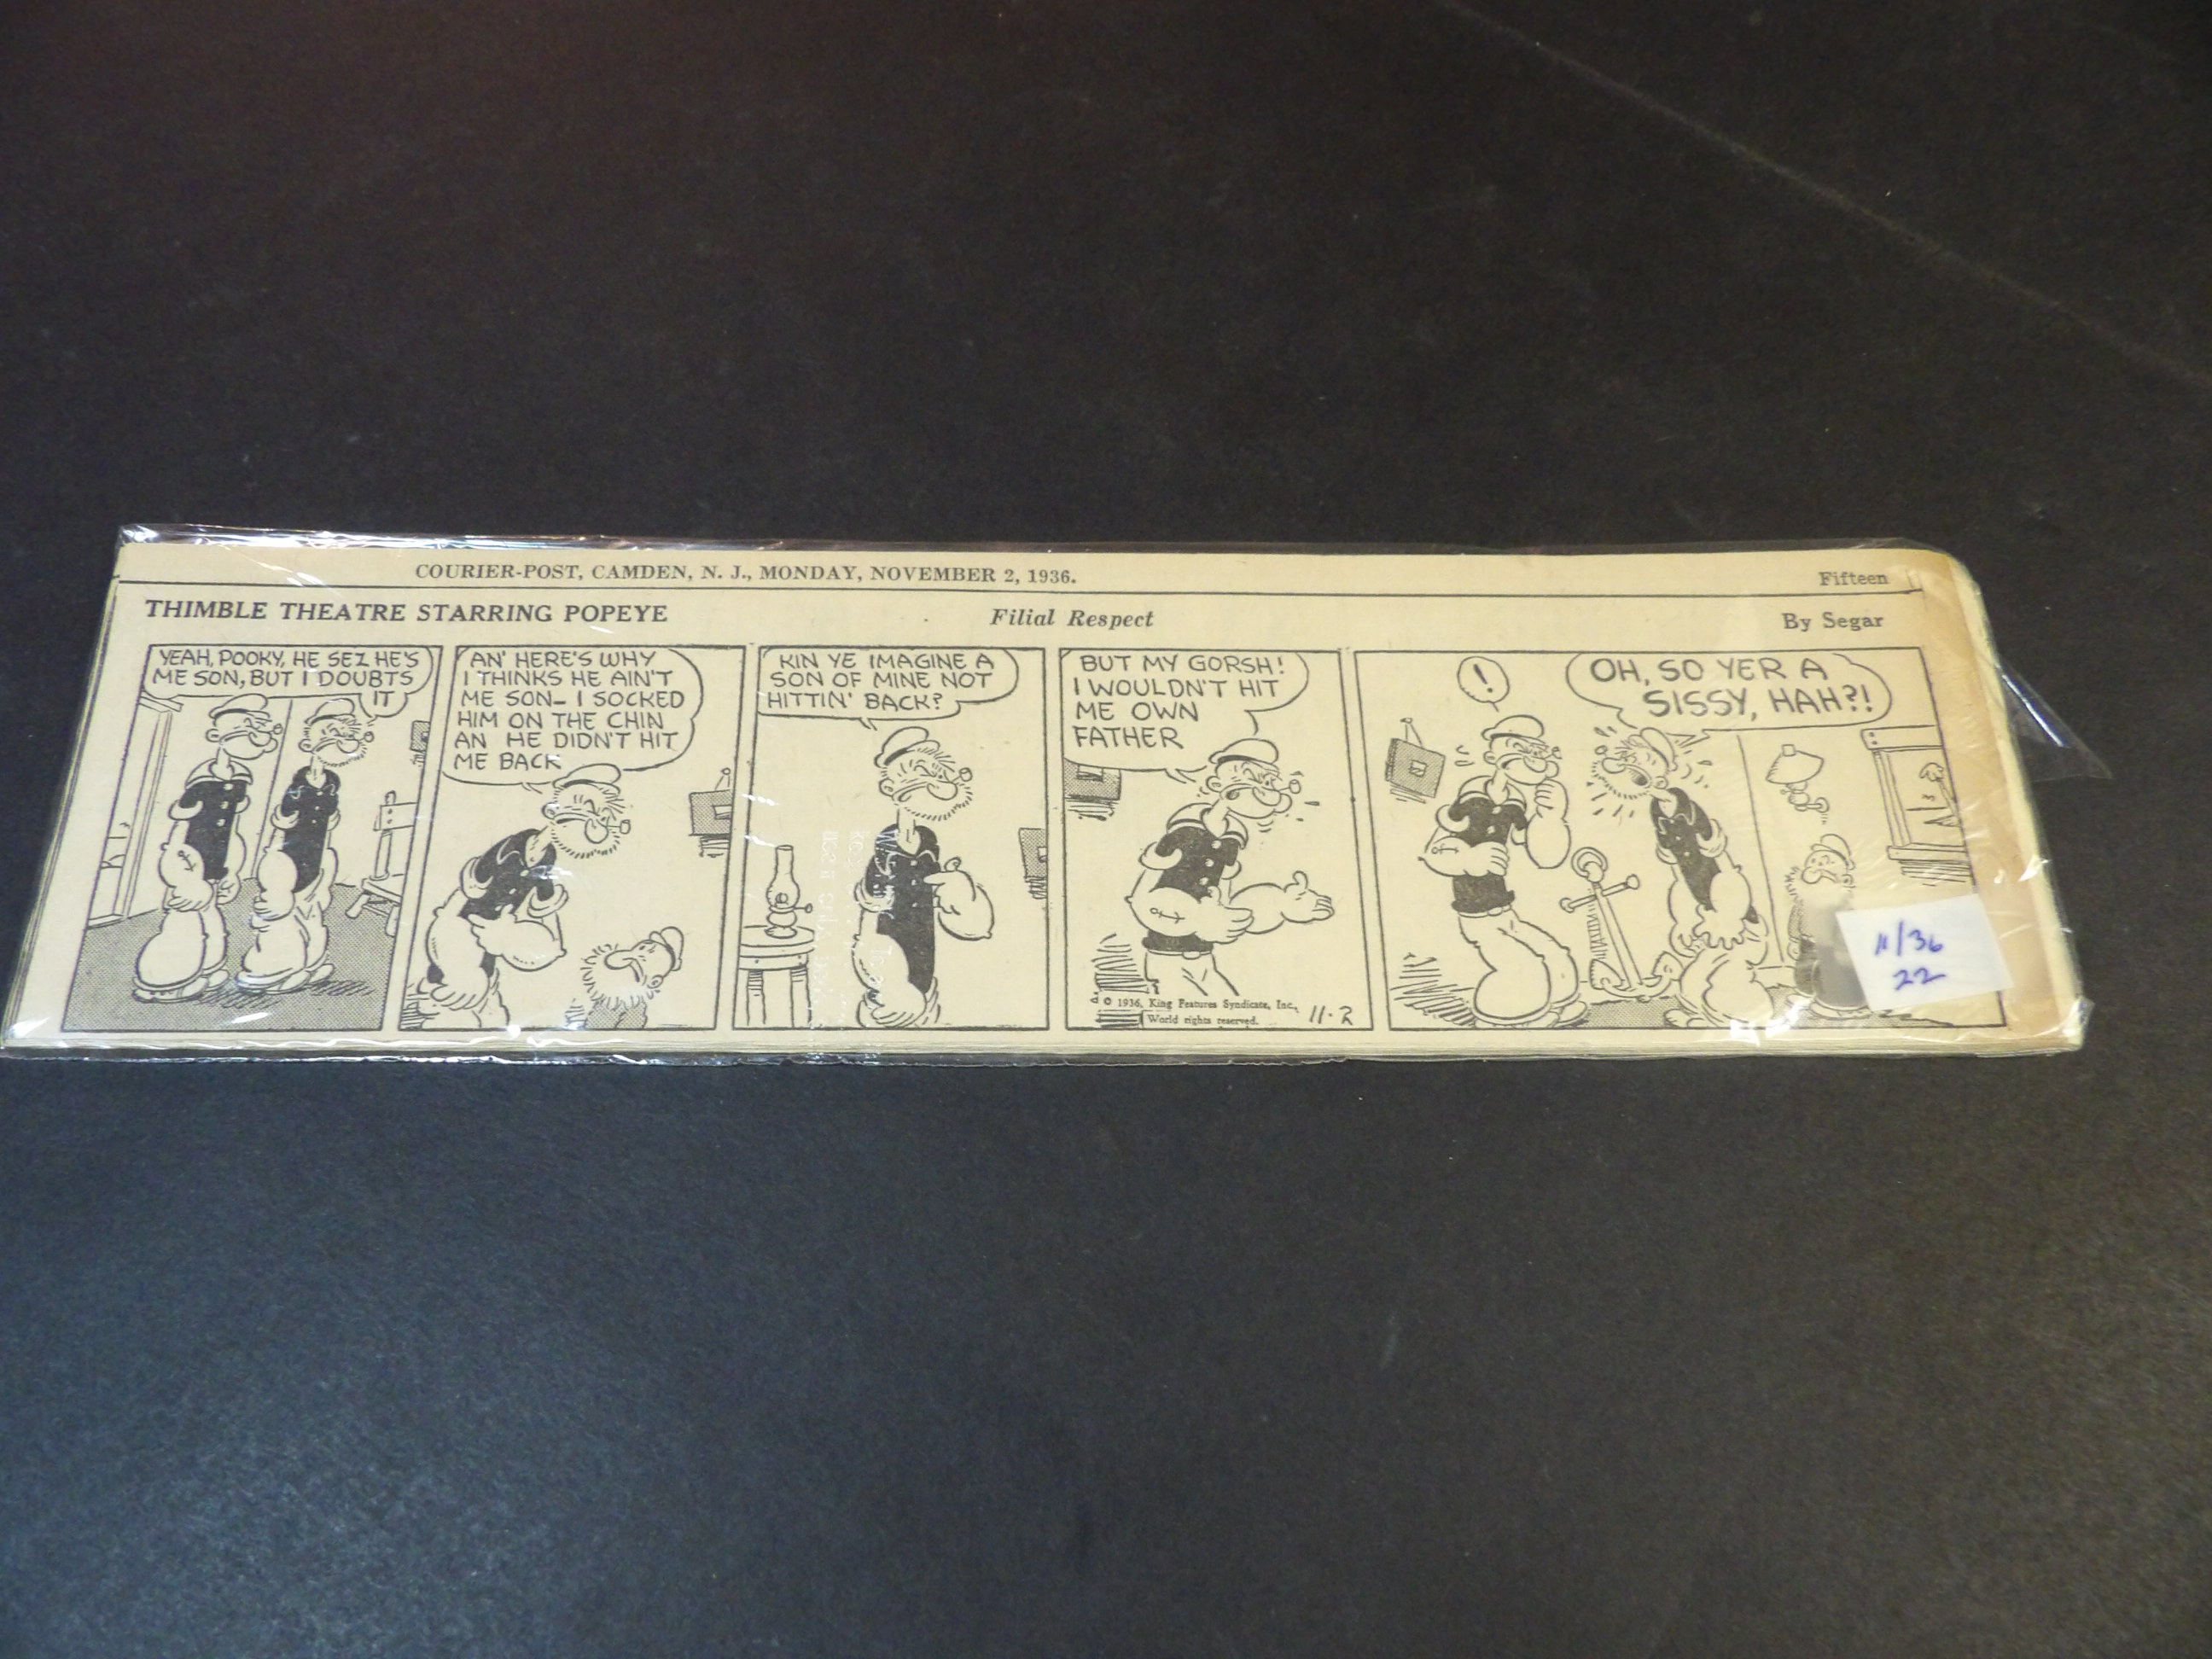 COURIER-POST, CAMDEN, N. J., MONDAY, NOVEMBER 2, 1936.
Fifteen
THIMBLE THEATRE STARRING POPEYE
Filial Respect
By Segar
YEAH, POOKY, HE SEZ HE'S
ME SON, BUT I DOUBTS
IT
AN' HERE'S WHY
I THINKS HE AIN'T
ME SON- I SOCKED
HIM ON THE CHIN
AN HE DIDN'T HIT
ME BACK
KIN YE IMAGINE A
SON OF MINE NOT
HITTIN' BACK?
BUT MY GORSH!
I WOULDN'T HIT
ME OWN
FATHER
© 1936, King Features Syndicate, Inc.,
World rights reserved.
11-2
!
OH, SO YER A
SISSY, HAH?!
11/36
22